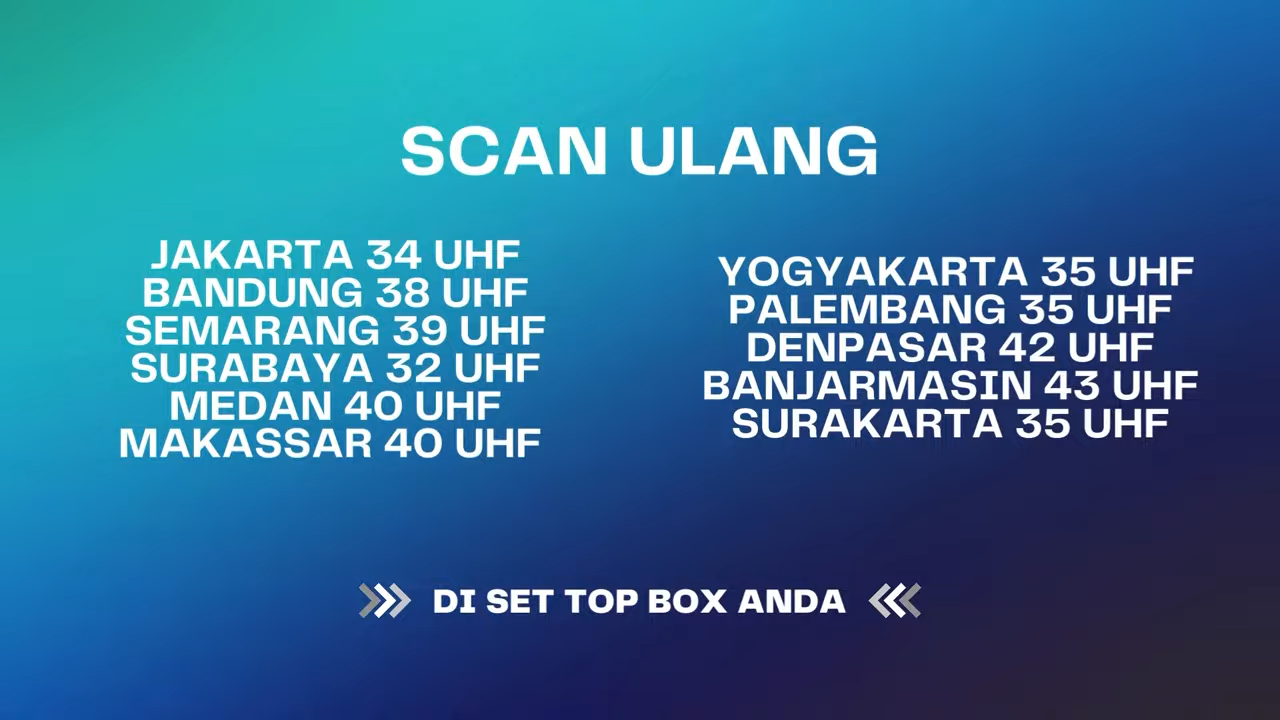 SCAN ULANG
JAKARTA 34 UHF
BANDUNG 38 UHF
SEMARANG 39 UHF
SURABAYA 32 UHF
MEDAN 40 UHF
MAKASSAR 40 UHF
YOGYAKARTA 35 UHF
PALEMBANG 35 UHF
DENPASAR 42 UHF
BANJARMASIN 43 UHF
SURAKARTA 35 UHF
DI SET TOP BOX ANDA